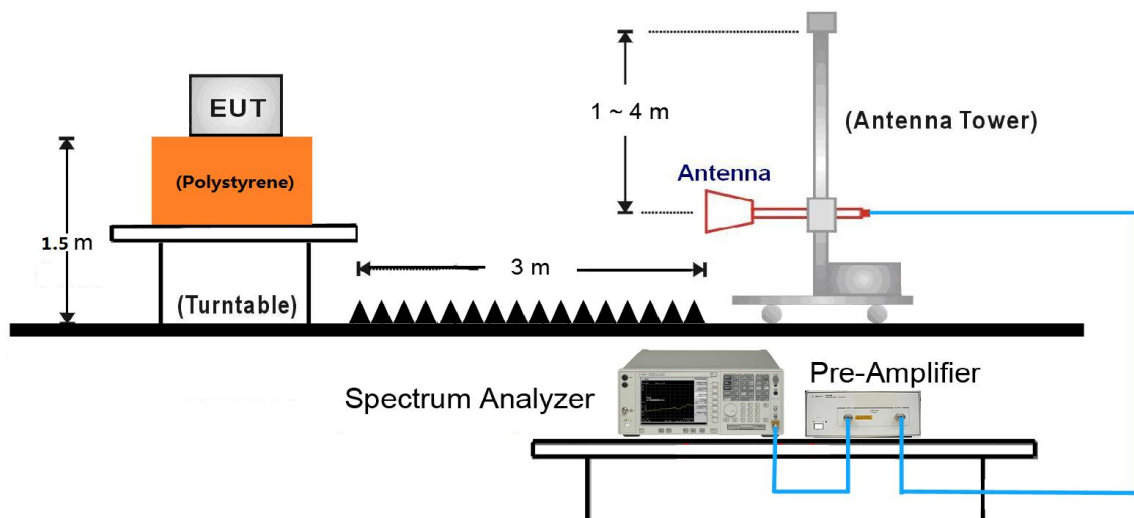 EUT
(Polystyrene)
1.5 m
(Turntable)
3 m
1 ~ 4 m
Antenna
(Antenna Tower)
Spectrum Analyzer
Pre-Amplifier